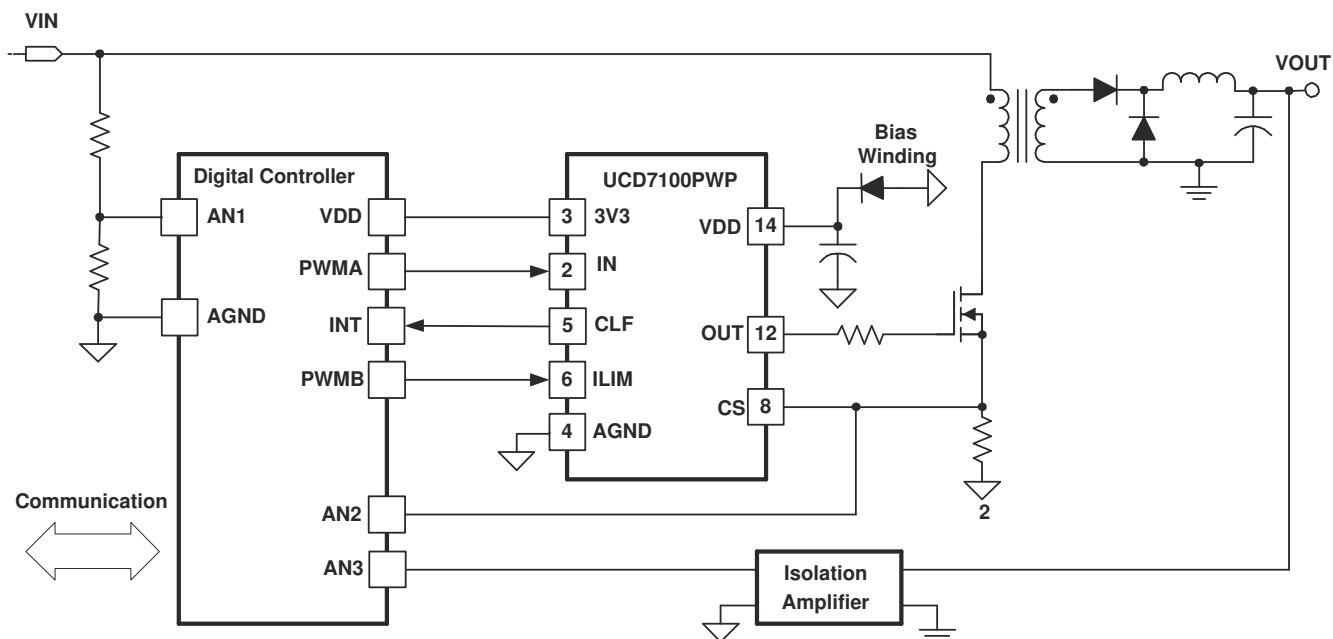 VIN
VOUT
Bias
Winding
Digital Controller
UCD7100PWP
AN1
VDD
3
3V3
VDD
14
PWMA
2
IN
AGND
INT
5
CLF
OUT
12
PWMB
6
ILIM
CS
8
4
AGND
Communication
AN2
2
AN3
Isolation
Amplifier